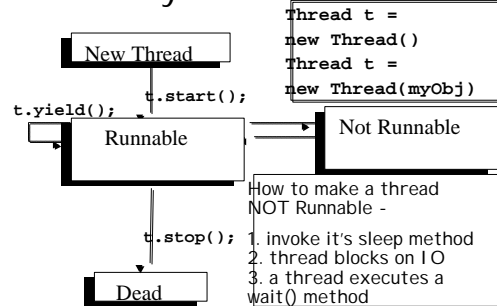 Thread t =
new Thread()
Thread t =
new Thread(myObj)
New Thread
t.start();
t.yield();
Runnable
Not Runnable
How to make a thread
NOT Runnable -
1. invoke it's sleep method
2. thread blocks on IO
3. a thread executes a
wait() method
t.stop();
Dead